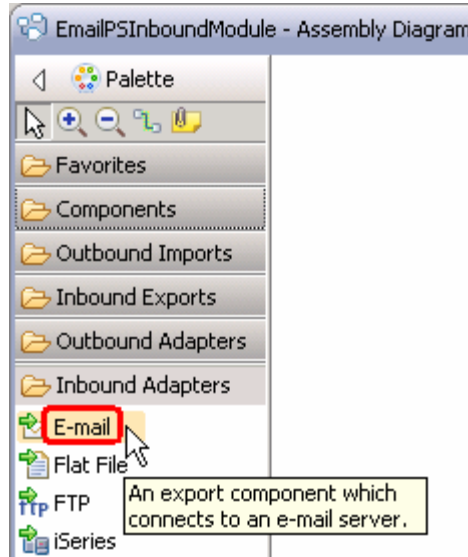 EmailPSInboundModule - Assembly Diagram
Palette
Favorites
Components
Outbound Imports
Inbound Exports
Outbound Adapters
Inbound Adapters
E-mail
Flat File
FTP
An export component which
connects to an e-mail server.
iSeries